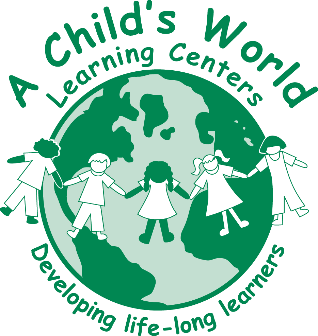 A Child's World
Learning Centers
Developing life-long learners